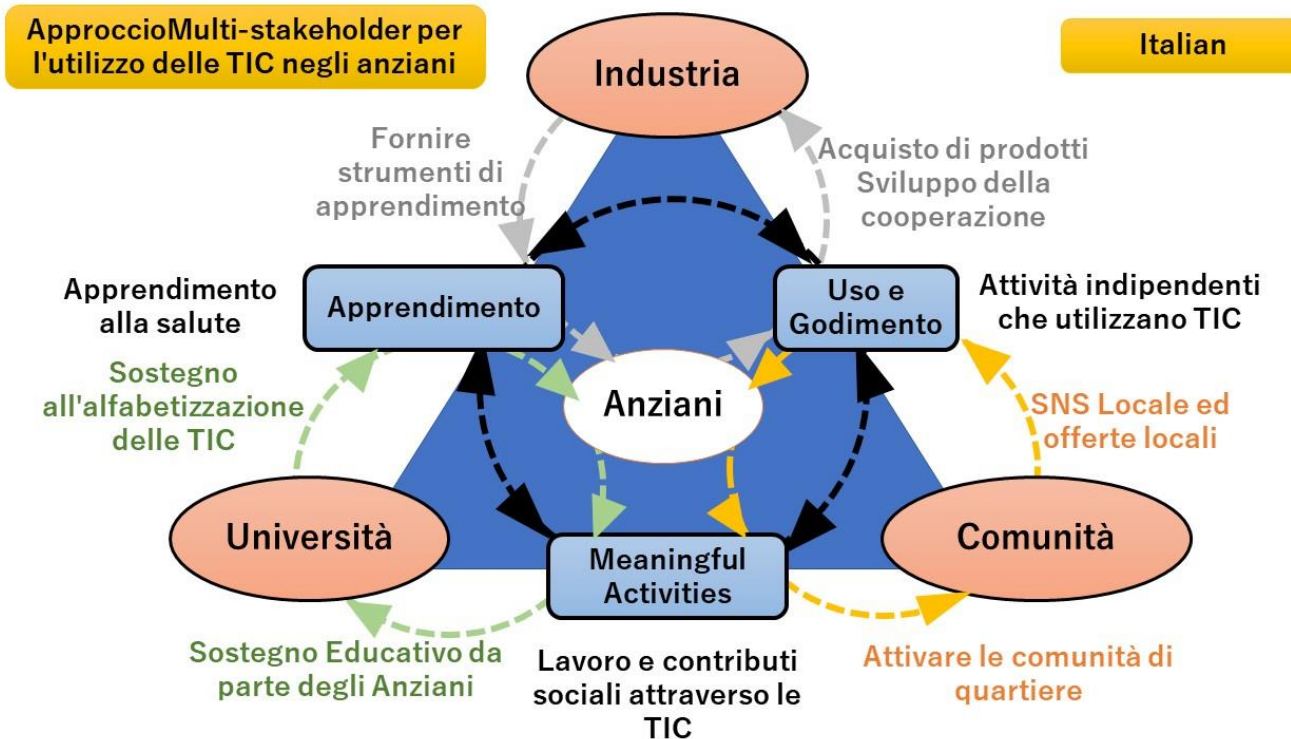 ApproccioMulti-stakeholder per
l'utilizzo delle TIC negli anziani
Italian
Industria
Fornire
strumenti di
apprendimento
Acquisto di prodotti
Sviluppo della
cooperazione
Apprendimento
alla salute
Apprendimento
Uso e
Godimento
Attività indipendenti
che utilizzano TIC
Sostegno
all'alfabetizzazione
delle TIC
Anziani
SNS Locale ed
offerte locali
Università
Comunità
Meaningful
Activities
Sostegno Educativo da
parte degli Anziani
Lavoro e contributi
sociali attraverso le
TIC
Attivare le comunità di
quartiere